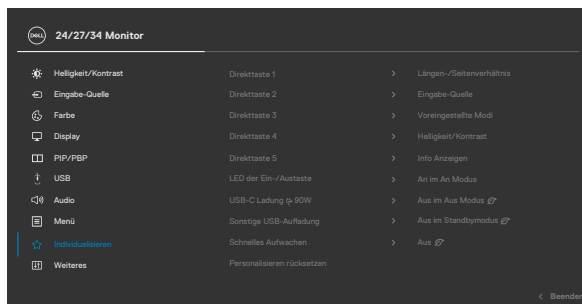 DELL 24/27/34 Monitor
Helligkeit/Kontrast Direkttaste 1 > Längen-/Seitenverhältnis
Eingabe-Quelle Direkttaste 2 > Eingabe-Quelle
Farbe Direkttaste 3 > Voreingestellte Modi
Display Direkttaste 4 > Helligkeit/Kontrast
PIP/PBP Direkttaste 5 > Info Anzeigen
USB LED der Ein-/Austaste > An im An Modus
Audio USB-C Ladung 90W > Aus im Aus Modus
Menü Sonstige USB-Aufladung > Aus im Standbymodus
Individualisieren Schnelles Aufwachen > Aus
Weiteres Personalisieren rücksetzen
< Beenden